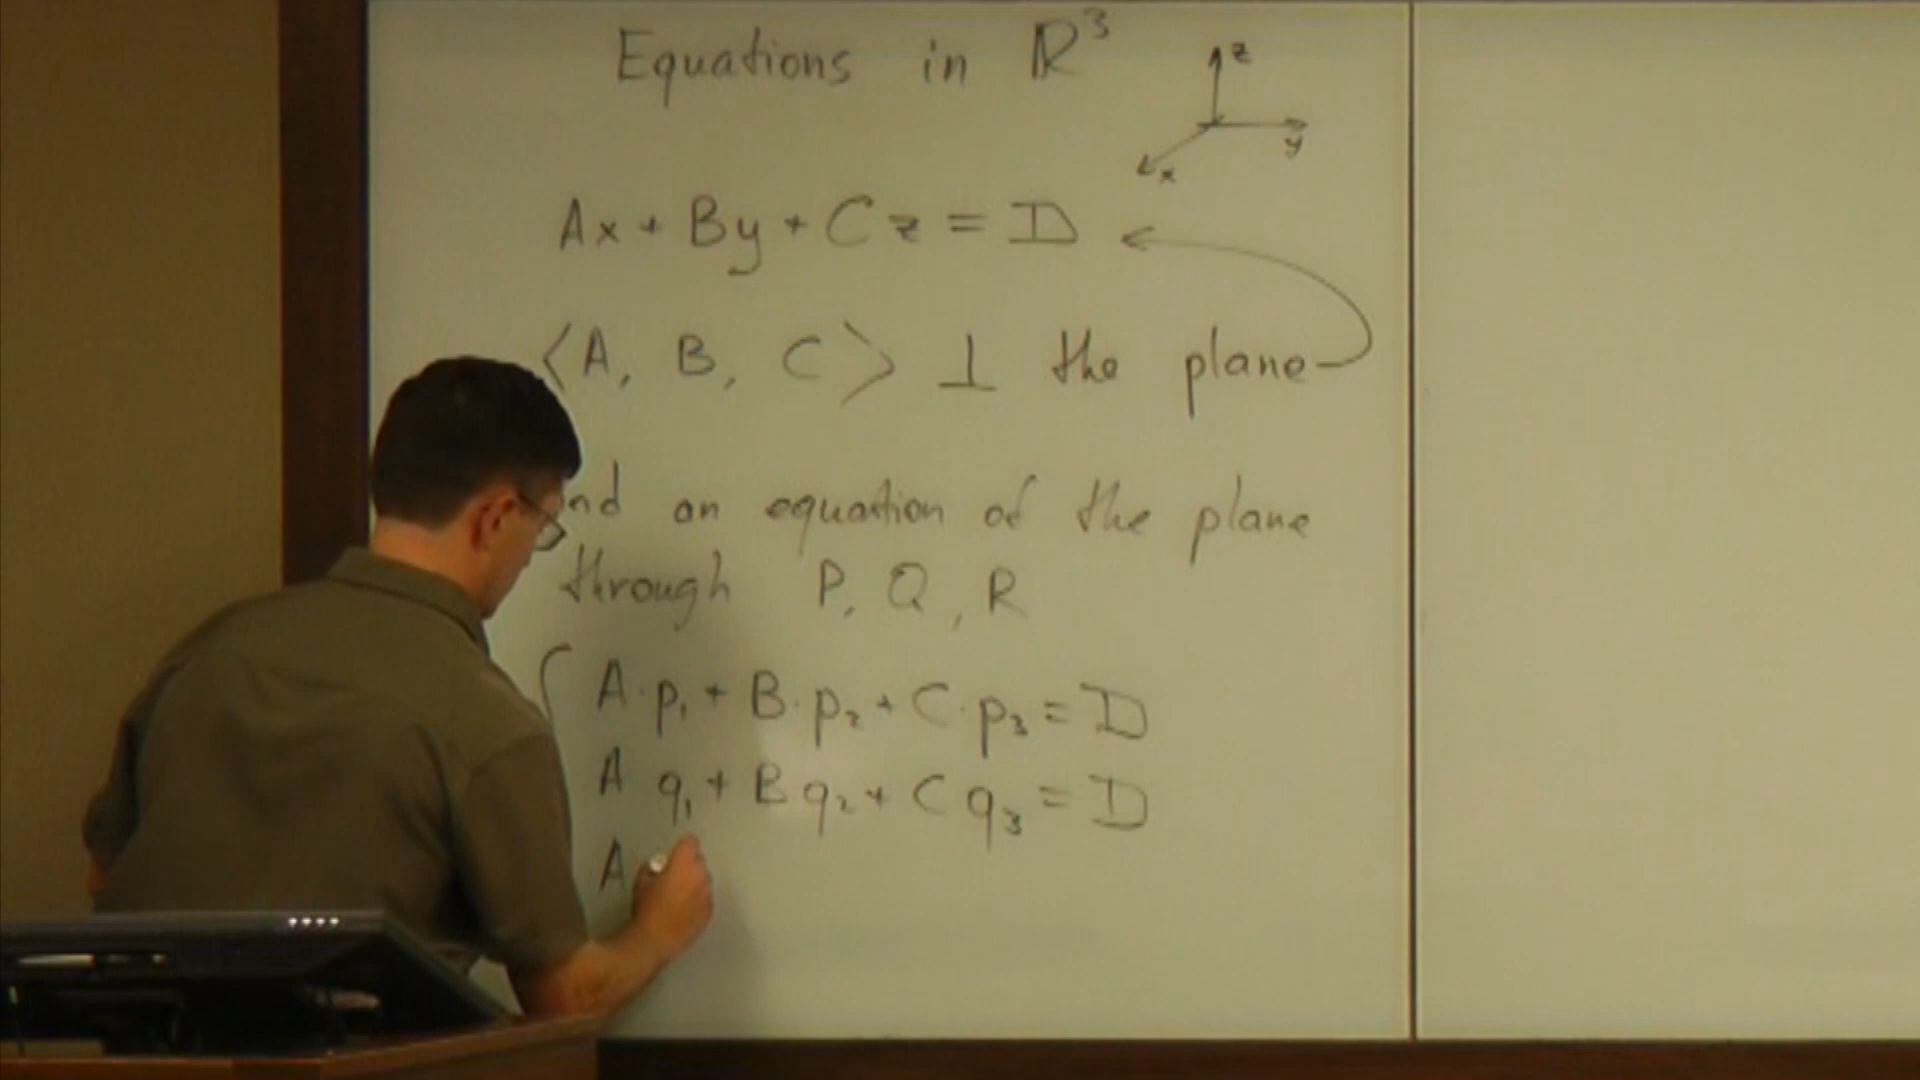 Equations in ℝ³
z
y
x
Ax + By + Cz = D
⟨A, B, C⟩ ⊥ the plane
nd an equation of the plane
through P, Q, R
A·p₁ + B·p₂ + C·p₃ = D
A q₁ + B q₂ + C q₃ = D
A